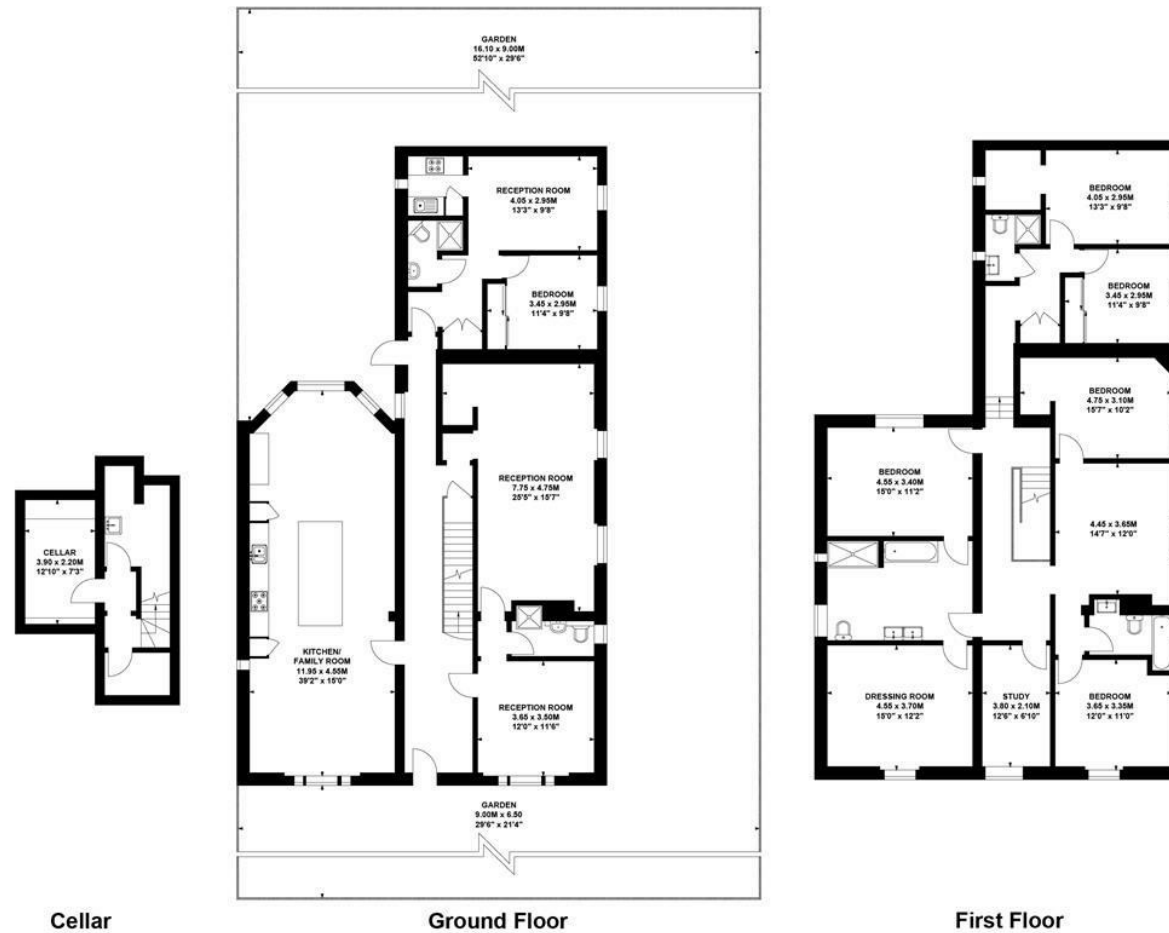 GARDEN
16.10 x 9.00M
52'10" x 29'6"
RECEPTION ROOM
4.05 x 2.95M
13'3" x 9'8"
BEDROOM
3.45 x 2.95M
11'4" x 9'8"
RECEPTION ROOM
7.75 x 4.75M
25'5" x 15'7"
KITCHEN/
FAMILY ROOM
11.95 x 4.55M
39'2" x 15'0"
RECEPTION ROOM
3.65 x 3.50M
12'0" x 11'6"
GARDEN
9.00M x 6.50
29'6" x 21'4"
CELLAR
3.90 x 2.20M
12'10" x 7'3"
BEDROOM
4.05 x 2.95M
13'3" x 9'8"
BEDROOM
3.45 x 2.95M
11'4" x 9'8"
BEDROOM
4.75 x 3.10M
15'7" x 10'2"
BEDROOM
4.55 x 3.40M
15'0" x 11'2"
4.45 x 3.65M
14'7" x 12'0"
DRESSING ROOM
4.55 x 3.70M
15'0" x 12'2"
STUDY
3.80 x 2.10M
12'6" x 6'10"
BEDROOM
3.65 x 3.35M
12'0" x 11'0"
Cellar
Ground Floor
First Floor